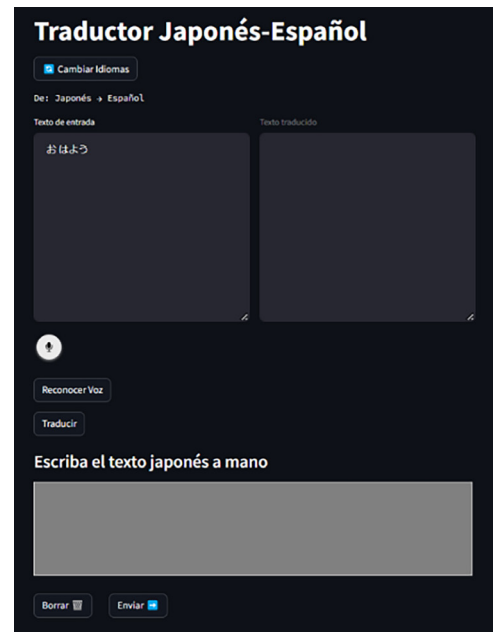 Traductor Japonés-Español
Cambiar Idiomas
De: Japonés → Español
Texto de entrada
Texto traducido
おはよう
Reconocer Voz
Traducir
Escriba el texto japonés a mano
Borrar
Enviar